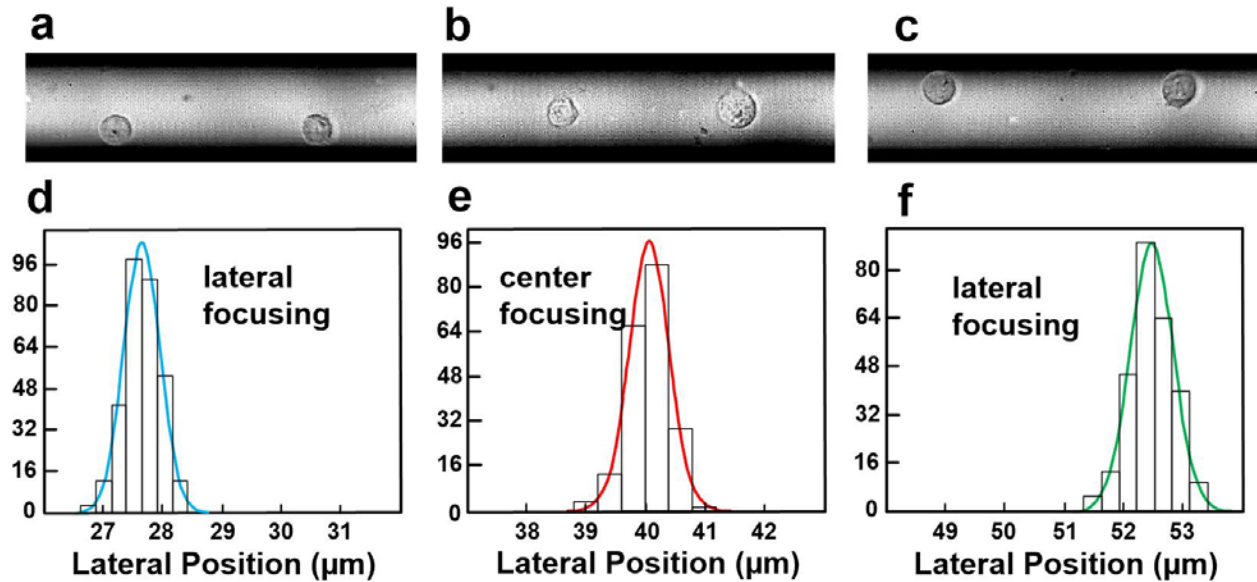 a
b
c
d
e
f
96
80
64
48
32
16
0
lateral
focusing
27 28 29 30 31
Lateral Position (μm)
96
80
64
48
32
16
0
center
focusing
38 39 40 41 42
Lateral Position (μm)
80
64
48
32
16
0
lateral
focusing
49 50 51 52 53
Lateral Position (μm)